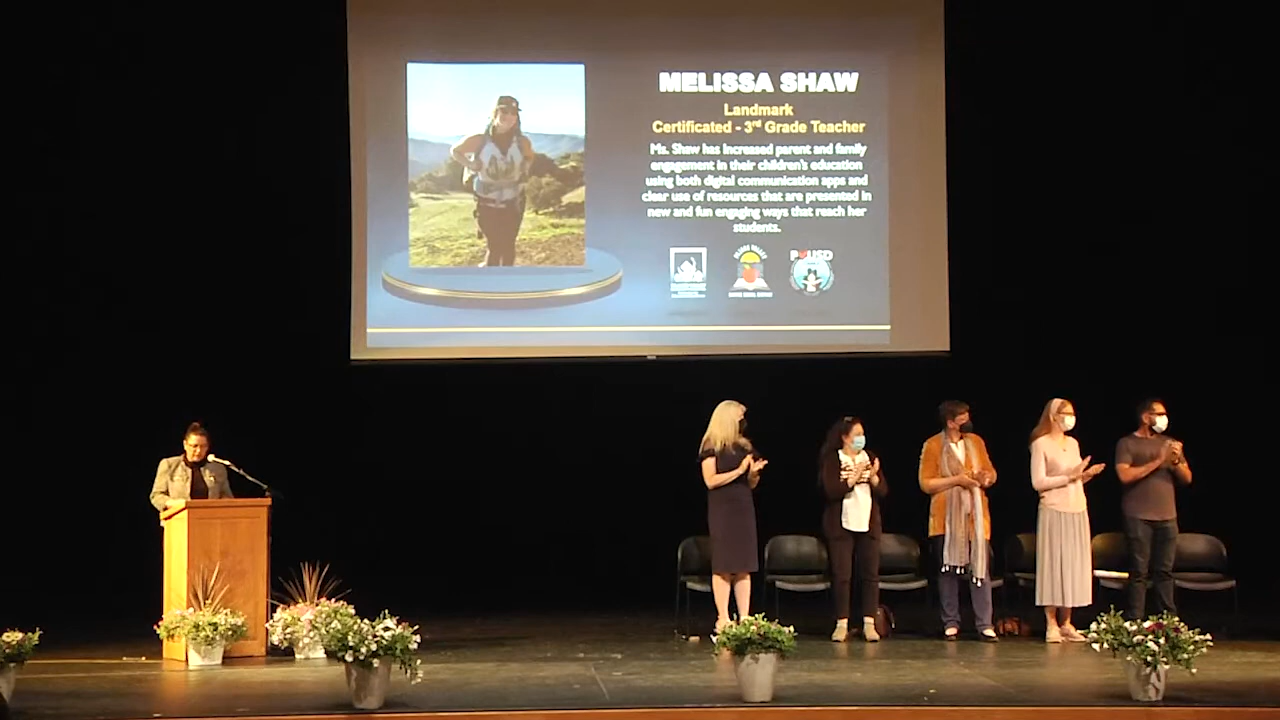 MELISSA SHAW
Landmark
Certificated - 3rd Grade Teacher
Ms. Shaw has increased parent and family
engagement in their children's education
using both digital communication apps and
clear use of resources that are presented in
new and fun engaging ways that reach her
students.
PVUSD